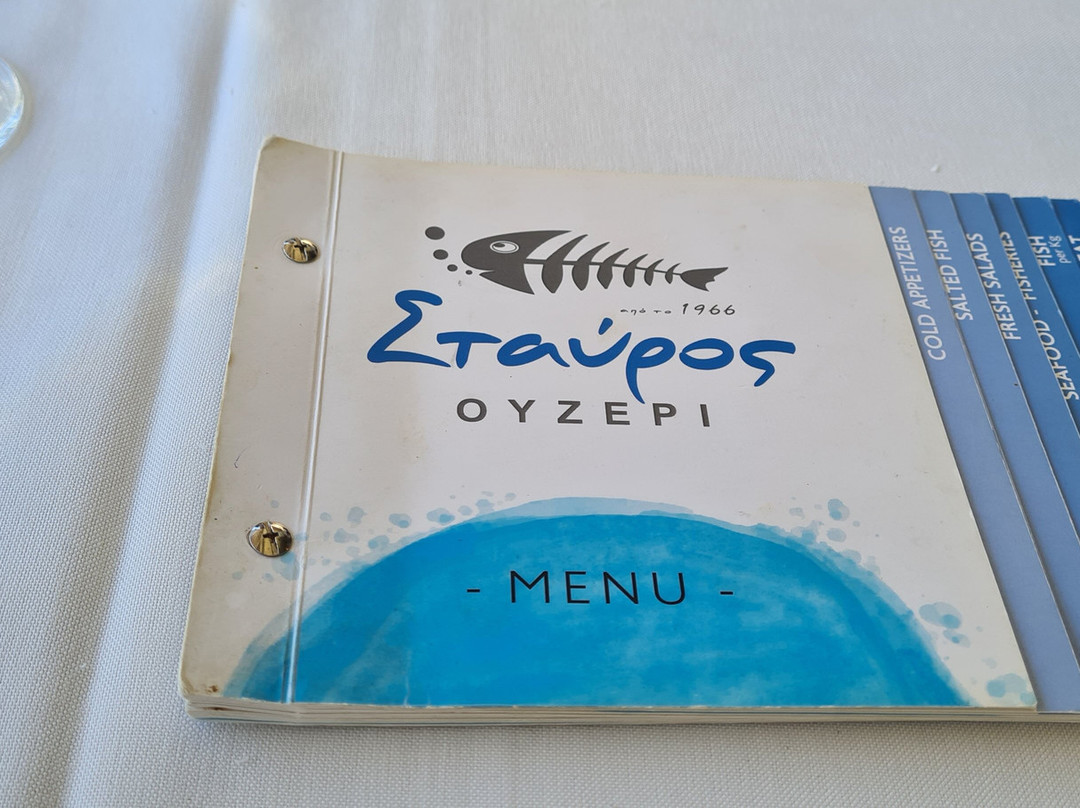 από το 1966
Σταύρος
ΟΥΖΕΡΙ
- MENU -
COLD APPETIZERS
SALTED FISH
FRESH SALADS
SEAFOOD - FISHERIES
FISH
per Kg